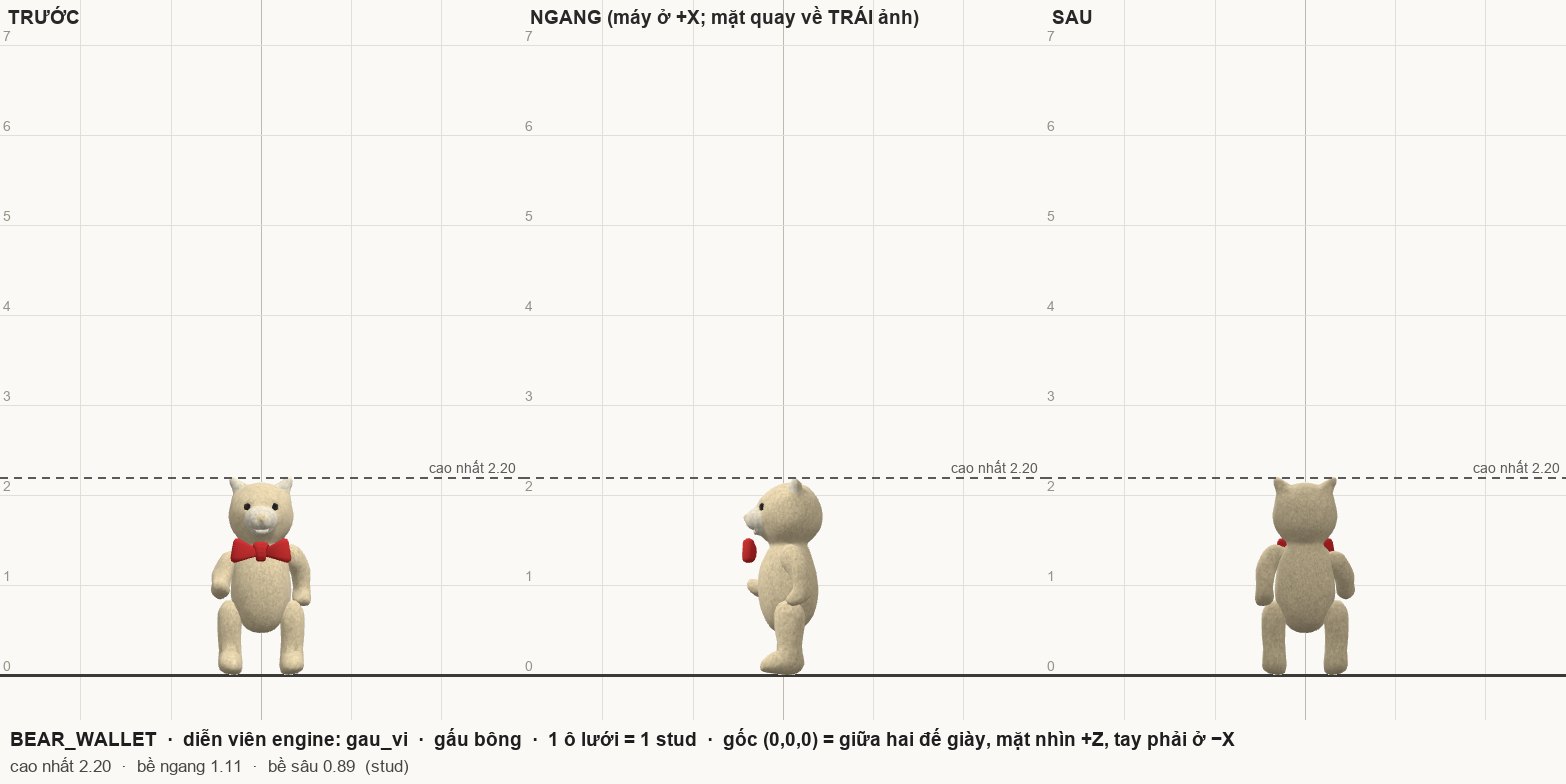 TRƯỚC
NGANG (máy ở +X; mặt quay về TRÁI ảnh)
SAU
7 7 7
6 6 6
5 5 5
4 4 4
3 3 3
cao nhất 2.20 cao nhất 2.20 cao nhất 2.20
2 2 2
1 1 1
0 0 0
BEAR_WALLET · diễn viên engine: gau_vi · gấu bông · 1 ô lưới = 1 stud · gốc (0,0,0) = giữa hai đế giày, mặt nhìn +Z, tay phải ở −X
cao nhất 2.20 · bề ngang 1.11 · bề sâu 0.89 (stud)